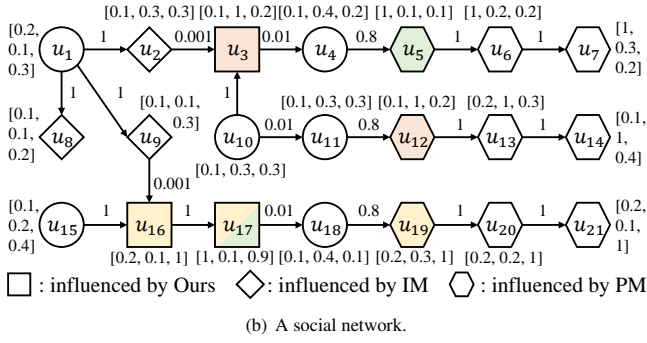 [0.1, 0.3, 0.3] [0.1, 1, 0.2] [0.1, 0.4, 0.2] [1, 0.1, 0.1] [1, 0.2, 0.2]
[0.2, 0.1, 0.3] u1 1 u2 0.001 u3 0.01 u4 0.8 u5 1 u6 1 u7 [1, 0.3, 0.2]
1 1 1
[0.1, 0.1, 0.2] u8 u9 [0.1, 0.1, 0.3] u10 0.01 [0.1, 0.3, 0.3] u11 0.8 [0.1, 1, 0.2] u12 1 [0.2, 1, 0.3] u13 1 u14 [0.1, 1, 0.4]
[0.1, 0.3, 0.3]
0.001
[0.1, 0.2, 0.4] u15 1 u16 1 u17 0.01 u18 0.8 u19 1 u20 1 u21 [0.2, 0.1, 1]
[0.2, 0.1, 1] [1, 0.1, 0.9] [0.1, 0.4, 0.1] [0.2, 0.3, 1] [0.2, 0.2, 1]
: influenced by Ours : influenced by IM : influenced by PM
(b) A social network.